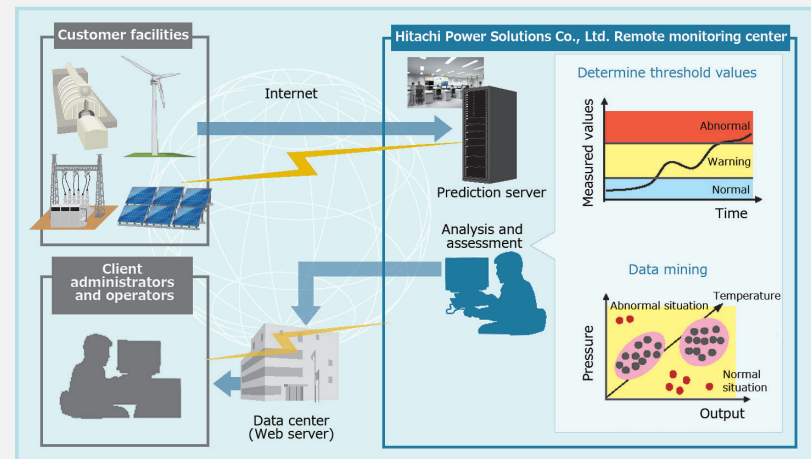 Customer facilities
Hitachi Power Solutions Co., Ltd. Remote monitoring center
Internet
Prediction server
Analysis and
assessment
Determine threshold values
Measured values
Abnormal
Warning
Normal
Time
Client
administrators
and operators
Data center
(Web server)
Data mining
Temperature
Abnormal situation
Pressure
Normal
situation
Output